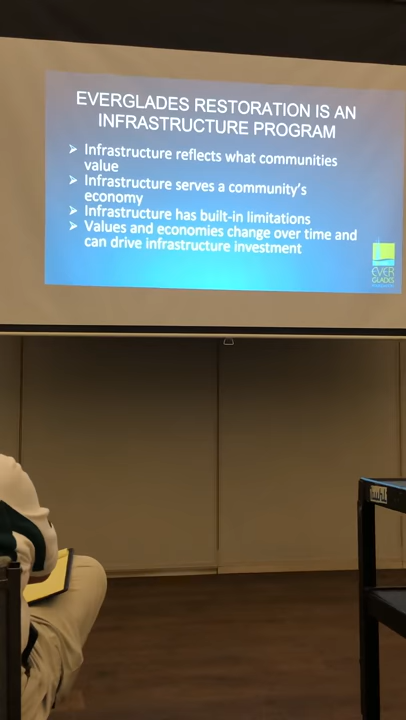 EVERGLADES RESTORATION IS AN
INFRASTRUCTURE PROGRAM
➢ Infrastructure reflects what communities
value
➢ Infrastructure serves a community's
economy
➢ Infrastructure has built-in limitations
➢ Values and economies change over time and
can drive infrastructure investment
EVER
GLADES